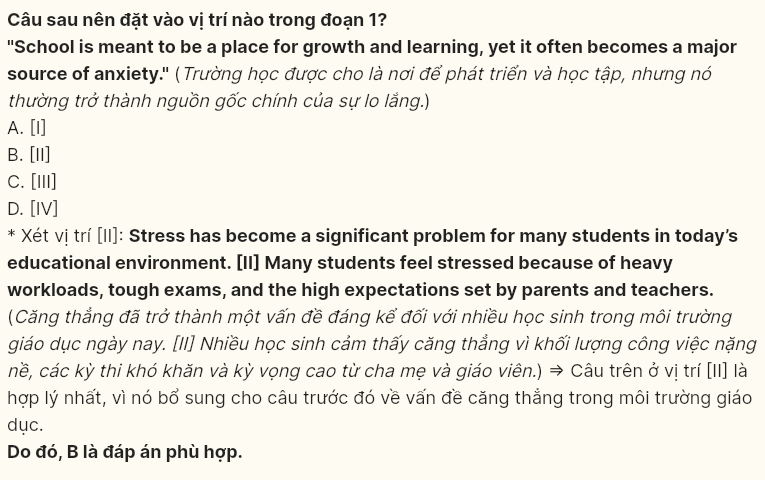 Câu sau nên đặt vào vị trí nào trong đoạn 1?
"School is meant to be a place for growth and learning, yet it often becomes a major
source of anxiety." (Trường học được cho là nơi để phát triển và học tập, nhưng nó
thường trở thành nguồn gốc chính của sự lo lắng.)
A. [I]
B. [II]
C. [III]
D. [IV]
* Xét vị trí [II]: Stress has become a significant problem for many students in today’s
educational environment. [II] Many students feel stressed because of heavy
workloads, tough exams, and the high expectations set by parents and teachers.
(Căng thẳng đã trở thành một vấn đề đáng kể đối với nhiều học sinh trong môi trường
giáo dục ngày nay. [II] Nhiều học sinh cảm thấy căng thẳng vì khối lượng công việc nặng
nề, các kỳ thi khó khăn và kỳ vọng cao từ cha mẹ và giáo viên.) ⇒ Câu trên ở vị trí [II] là
hợp lý nhất, vì nó bổ sung cho câu trước đó về vấn đề căng thẳng trong môi trường giáo
dục.
Do đó, B là đáp án phù hợp.